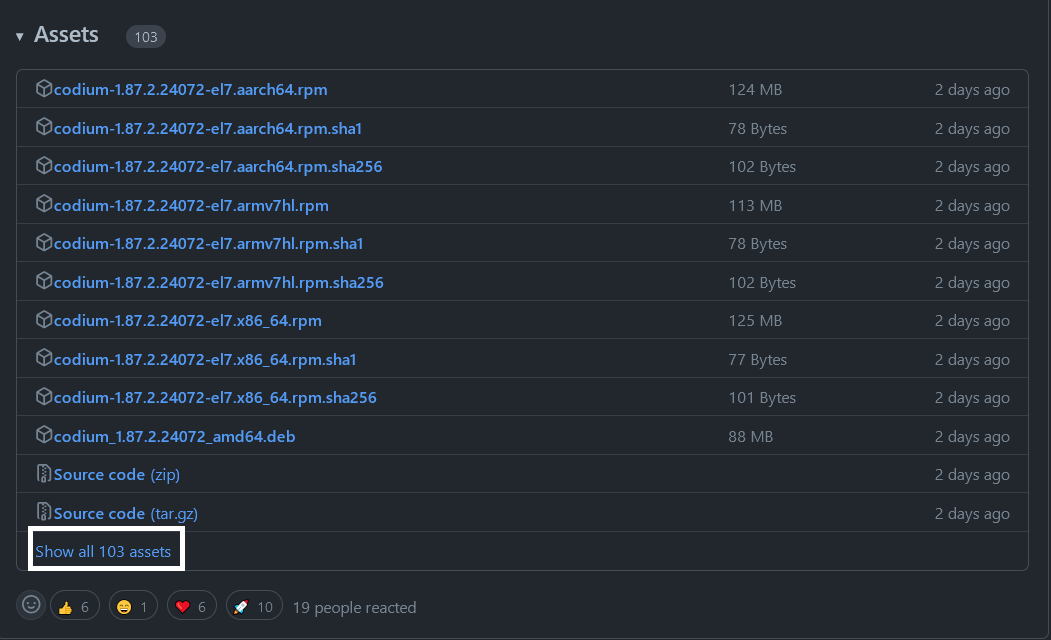 Assets 103
codium-1.87.2.24072-el7.aarch64.rpm 124 MB 2 days ago
codium-1.87.2.24072-el7.aarch64.rpm.sha1 78 Bytes 2 days ago
codium-1.87.2.24072-el7.aarch64.rpm.sha256 102 Bytes 2 days ago
codium-1.87.2.24072-el7.armv7hl.rpm 113 MB 2 days ago
codium-1.87.2.24072-el7.armv7hl.rpm.sha1 78 Bytes 2 days ago
codium-1.87.2.24072-el7.armv7hl.rpm.sha256 102 Bytes 2 days ago
codium-1.87.2.24072-el7.x86_64.rpm 125 MB 2 days ago
codium-1.87.2.24072-el7.x86_64.rpm.sha1 77 Bytes 2 days ago
codium-1.87.2.24072-el7.x86_64.rpm.sha256 101 Bytes 2 days ago
codium_1.87.2.24072_amd64.deb 88 MB 2 days ago
Source code (zip) 2 days ago
Source code (tar.gz) 2 days ago
Show all 103 assets
👍 6 😄 1 ❤️ 6 🚀 10 19 people reacted